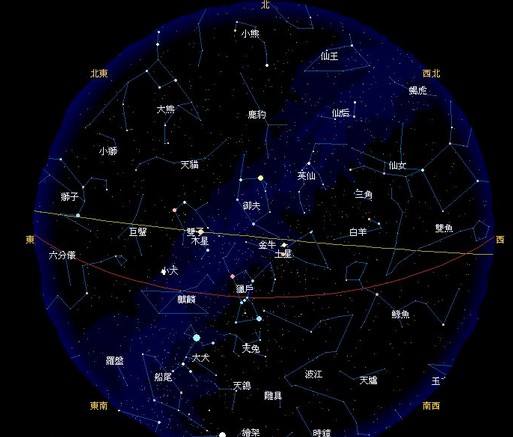 北
小熊
仙王
北東
西北
蝎虎
大熊
鹿豹
仙后
小獅
天貓
英仙
仙女
獅子
御夫
三角
巨蟹
雙子
白羊
雙魚
東
木星
金牛
西
六分儀
土星
小犬
麒麟
獵戶
鯨魚
羅盤
大犬
天兔
船尾
波江
天爐
玉
天鴿
雕具
東南
南西
繪架
時鐘